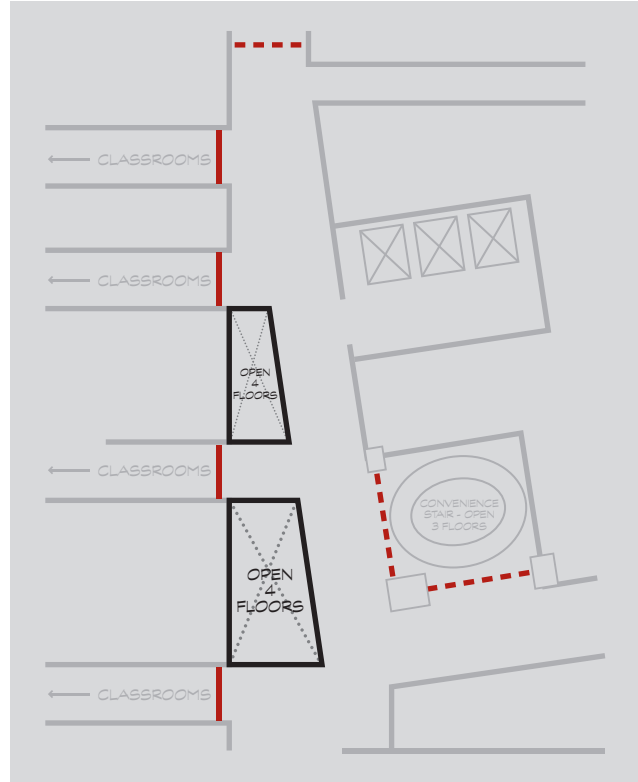 CLASSROOMS
CLASSROOMS
OPEN
4
FLOORS
CLASSROOMS
CONVENIENCE
STAIR - OPEN
3 FLOORS
OPEN
4
FLOORS
CLASSROOMS